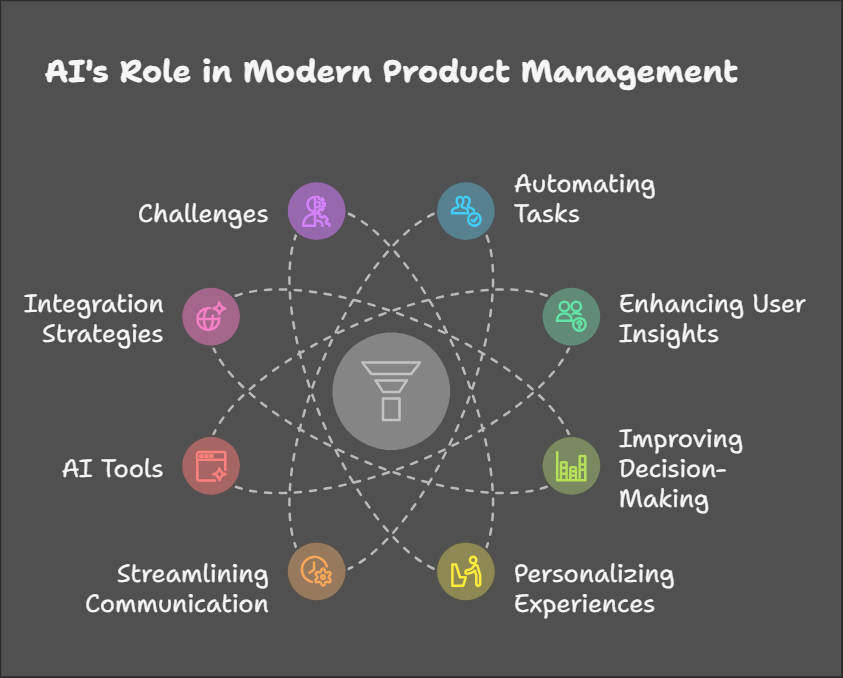 AI's Role in Modern Product Management
Challenges
Automating
Tasks
Integration
Strategies
Enhancing User
Insights
AI Tools
Improving
Decision-
Making
Streamlining
Communication
Personalizing
Experiences